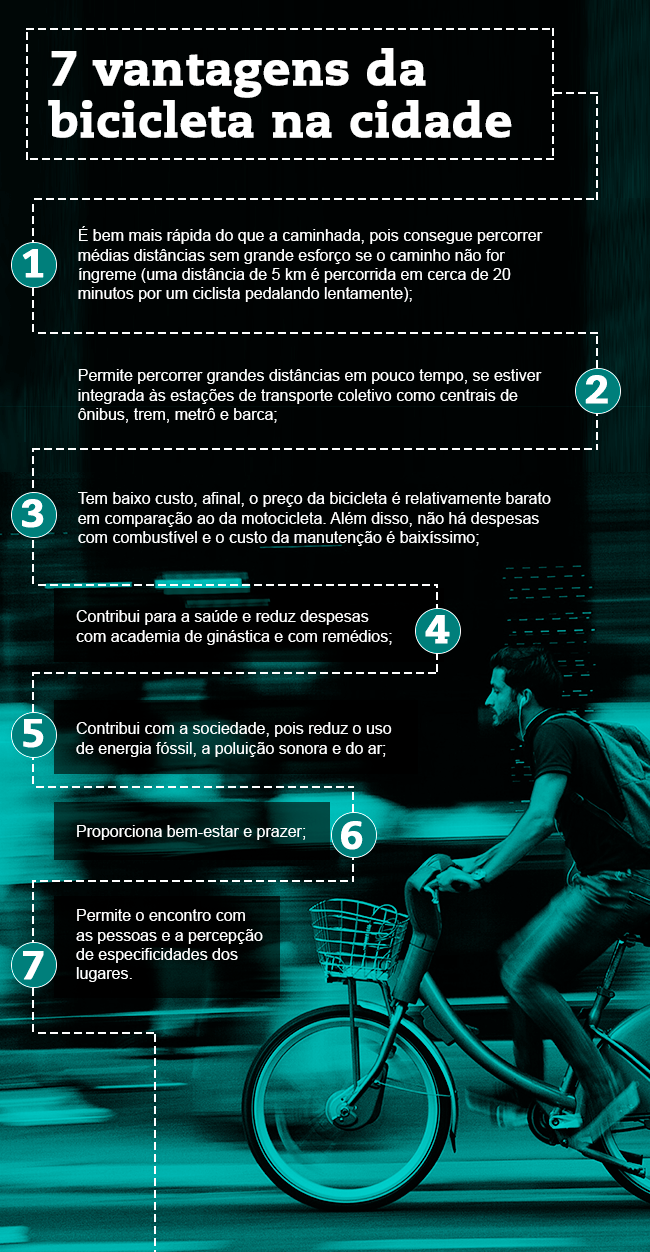 7 vantagens da
bicicleta na cidade
1
É bem mais rápida do que a caminhada, pois consegue percorrer
médias distâncias sem grande esforço se o caminho não for
íngreme (uma distância de 5 km é percorrida em cerca de 20
minutos por um ciclista pedalando lentamente);
2
Permite percorrer grandes distâncias em pouco tempo, se estiver
integrada às estações de transporte coletivo como centrais de
ônibus, trem, metrô e barca;
3
Tem baixo custo, afinal, o preço da bicicleta é relativamente barato
em comparação ao da motocicleta. Além disso, não há despesas
com combustível e o custo da manutenção é baixíssimo;
4
Contribui para a saúde e reduz despesas
com academia de ginástica e com remédios;
5
Contribui com a sociedade, pois reduz o uso
de energia fóssil, a poluição sonora e do ar;
6
Proporciona bem-estar e prazer;
7
Permite o encontro com
as pessoas e a percepção
de especificidades dos
lugares.